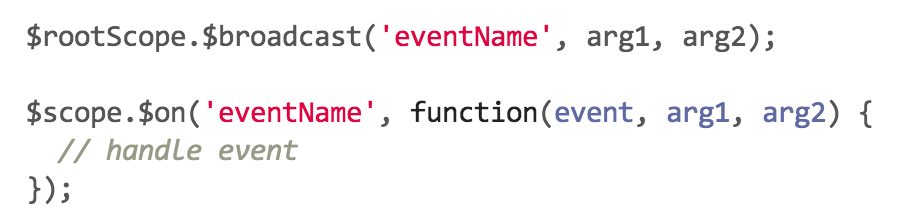 $rootScope.$broadcast('eventName', arg1, arg2);
$scope.$on('eventName', function(event, arg1, arg2) {
  // handle event
});